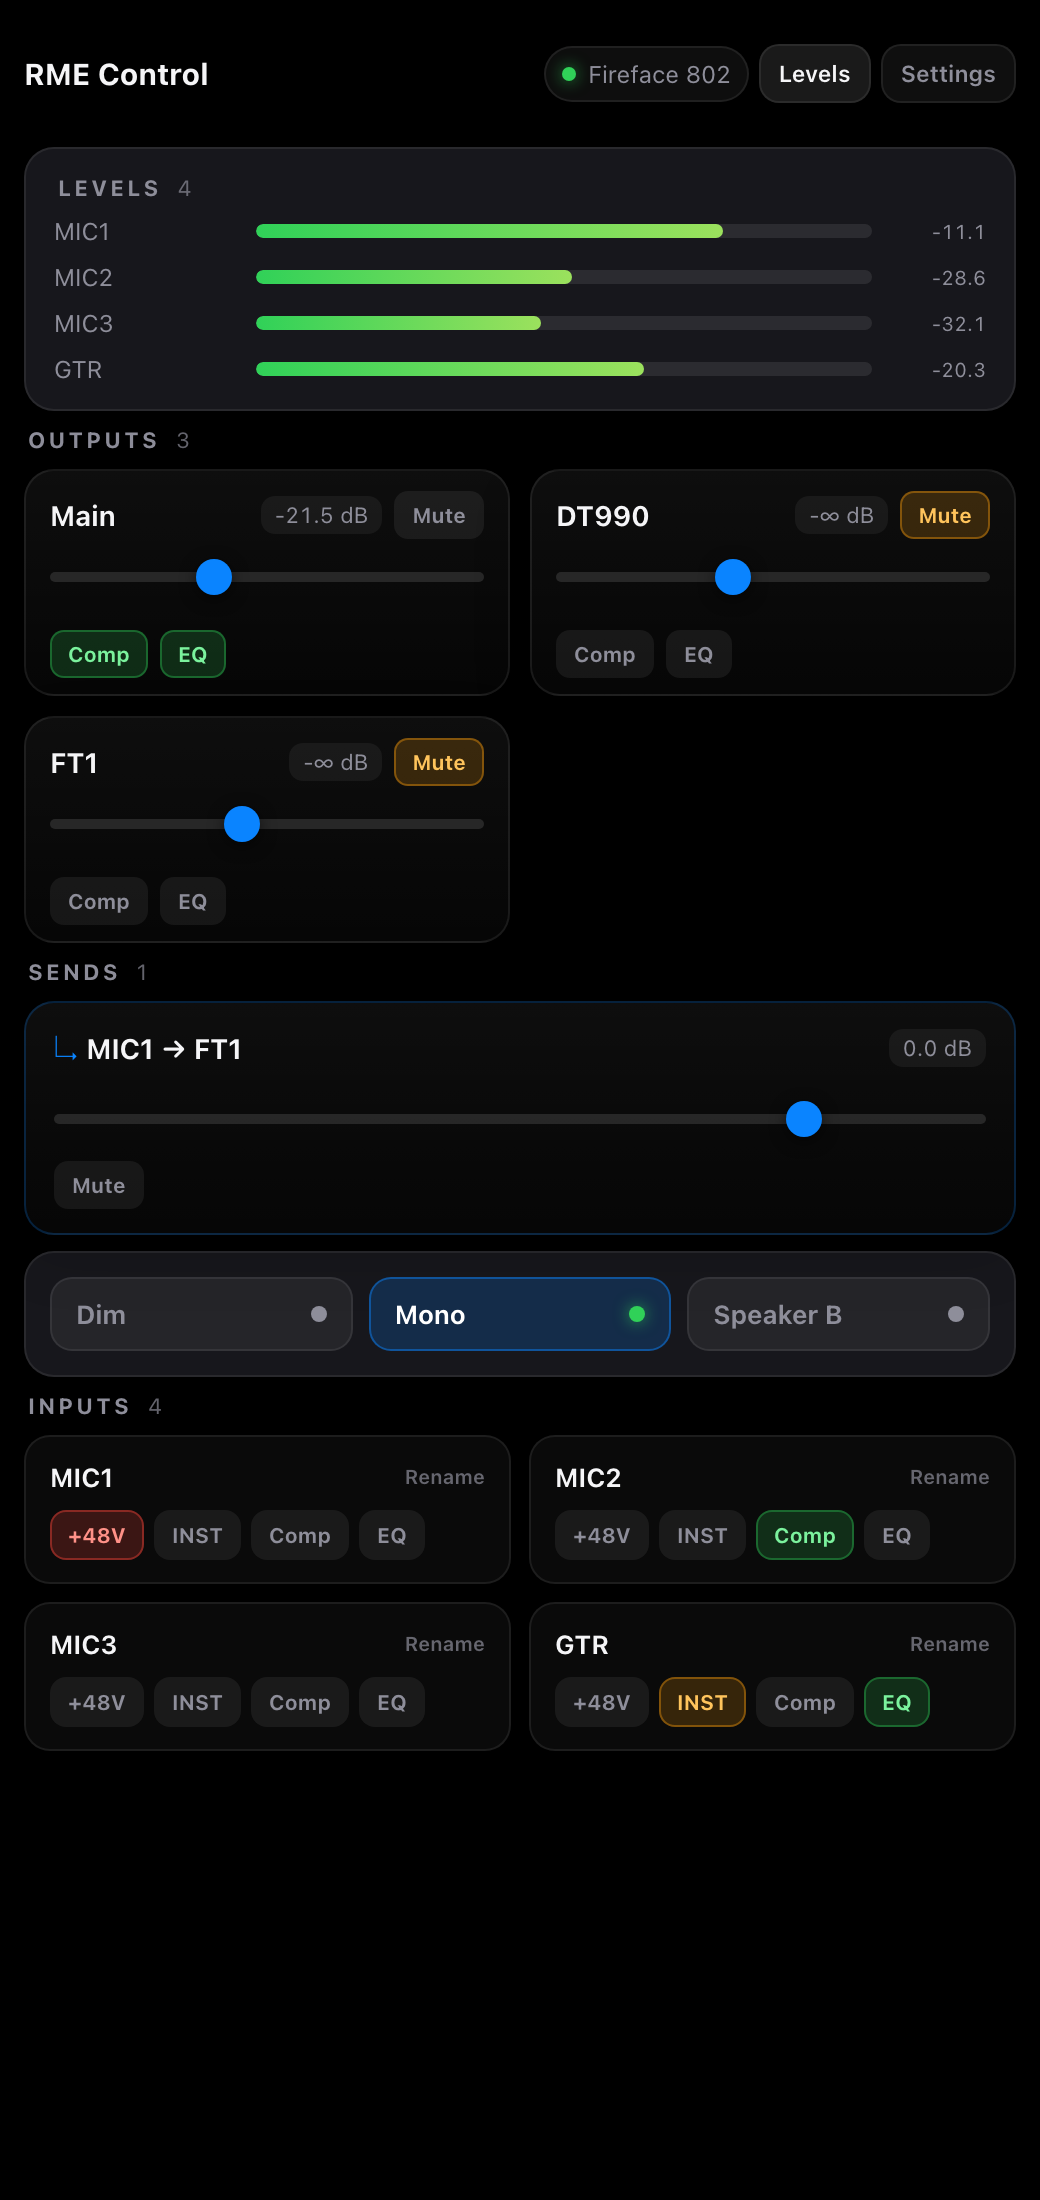 RME Control Fireface 802 Levels Settings
LEVELS 4
MIC1 -11.1
MIC2 -28.6
MIC3 -32.1
GTR -20.3
OUTPUTS 3
Main -21.5 dB Mute
Comp EQ
DT990 -∞ dB Mute
Comp EQ
FT1 -∞ dB Mute
Comp EQ
SENDS 1
MIC1 → FT1 0.0 dB
Mute
Dim Mono Speaker B
INPUTS 4
MIC1 Rename
+48V INST Comp EQ
MIC2 Rename
+48V INST Comp EQ
MIC3 Rename
+48V INST Comp EQ
GTR Rename
+48V INST Comp EQ